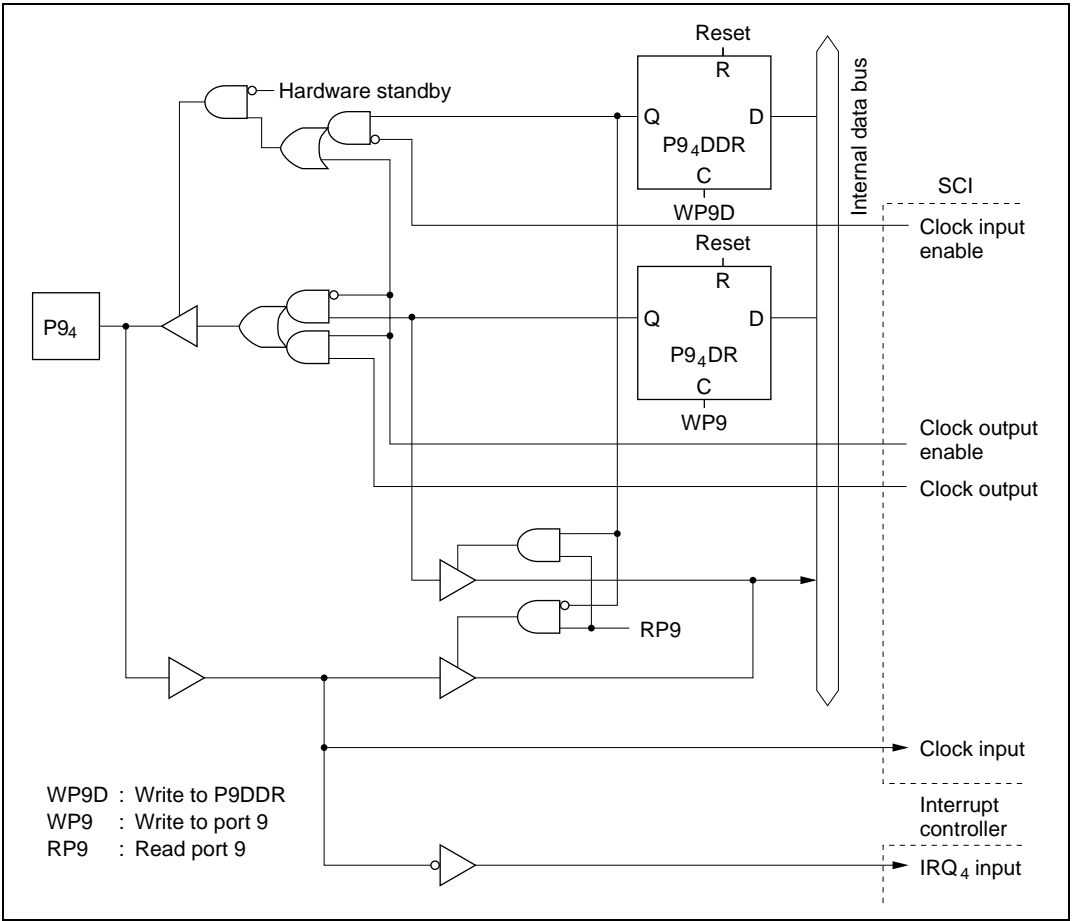 Reset
R
Hardware standby
Q
D
P9₄DDR
C
WP9D
Internal data bus
SCI
Clock input
enable
Reset
R
P9₄
Q
D
P9₄DR
C
WP9
Clock output
enable
Clock output
RP9
Clock input
WP9D : Write to P9DDR
WP9 : Write to port 9
RP9 : Read port 9
Interrupt
controller
IRQ₄ input